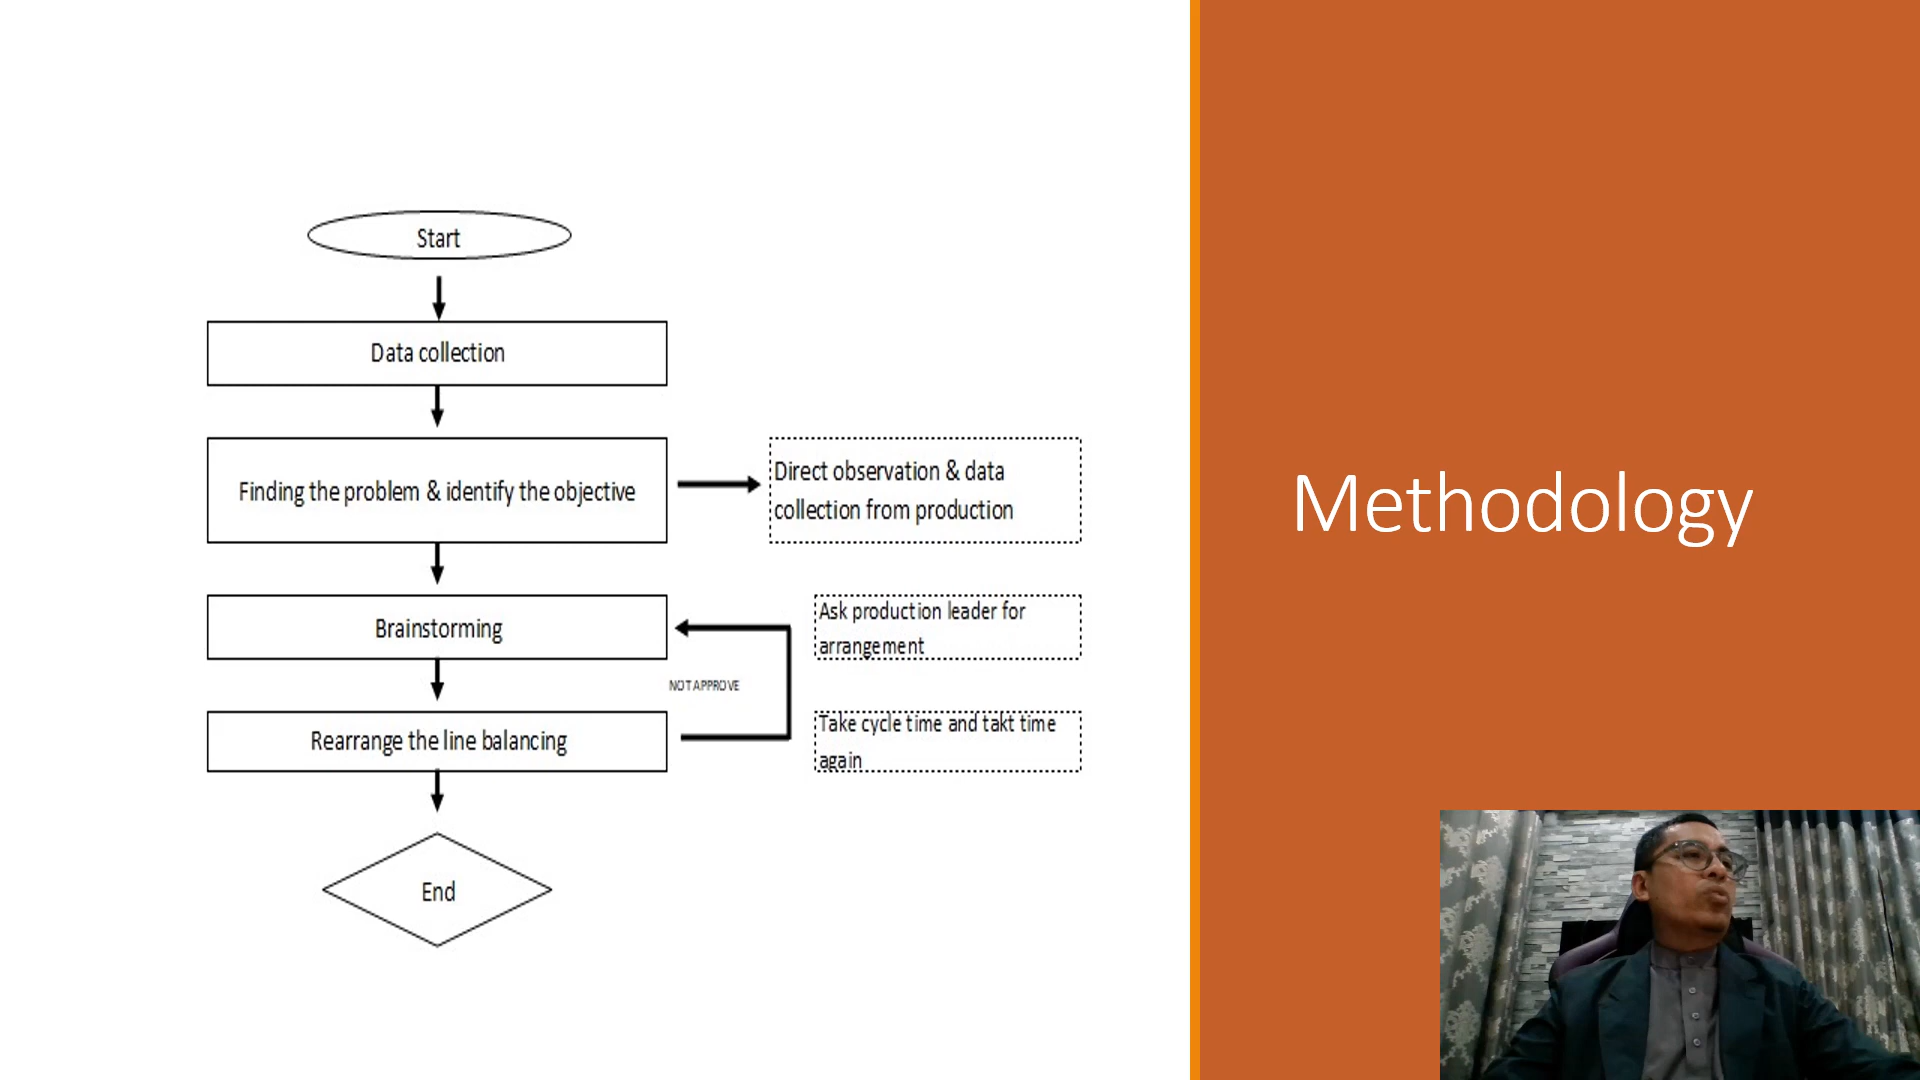 Start
Data collection
Finding the problem & identify the objective
Direct observation & data
collection from production
Brainstorming
Ask production leader for
arrangement
NOT APPROVE
Rearrange the line balancing
Take cycle time and takt time
again
End
Methodology